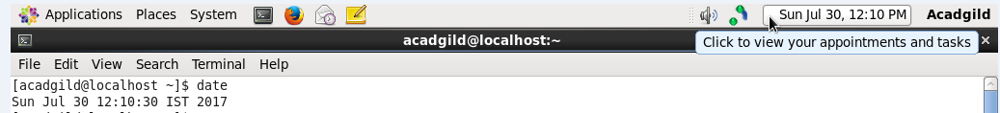 Applications Places System Sun Jul 30, 12:10 PM Acadgild
acadgild@localhost:~
Click to view your appointments and tasks
File Edit View Search Terminal Help
[acadgild@localhost ~]$ date
Sun Jul 30 12:10:30 IST 2017